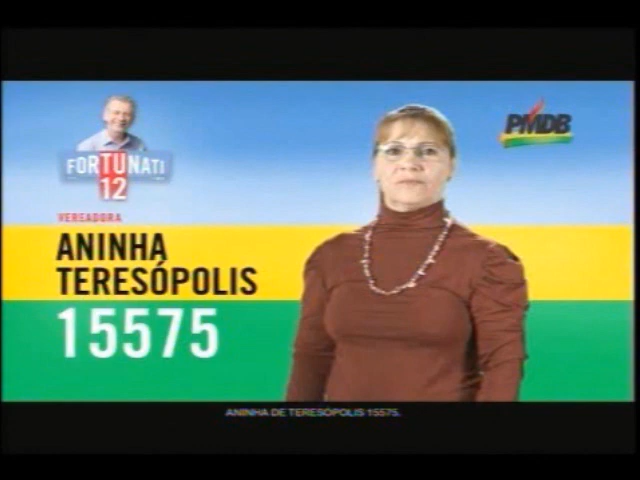 FORTUNATI
12
PMDB
VEREADORA
ANINHA
TERESÓPOLIS
15575
ANINHA DE TERESÓPOLIS 15575.